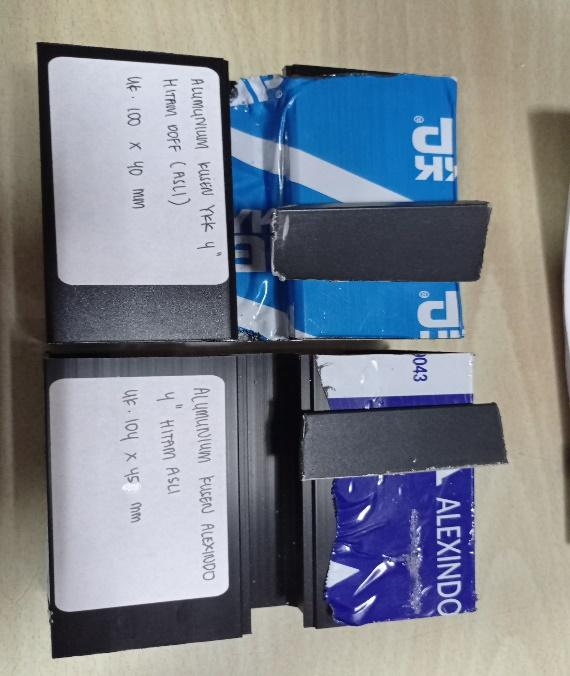 ALUMUNIUM KUSEN YKK 4"
HITAM DOFF (ASLI)
UK. 100 X 40 mm
ALUMUNIUM KUSEN ALEXINDO
4" HITAM ASLI
UK. 104 X 45 mm
0043
ALEXINDO